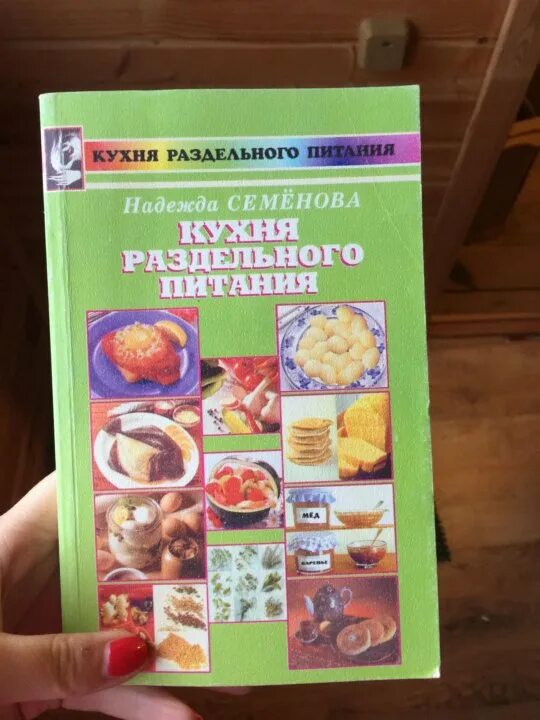 КУХНЯ РАЗДЕЛЬНОГО ПИТАНИЯ
Надежда СЕМЁНОВА
КУХНЯ
РАЗДЕЛЬНОГО
ПИТАНИЯ
МЁД
ВАРЕНЬЕ